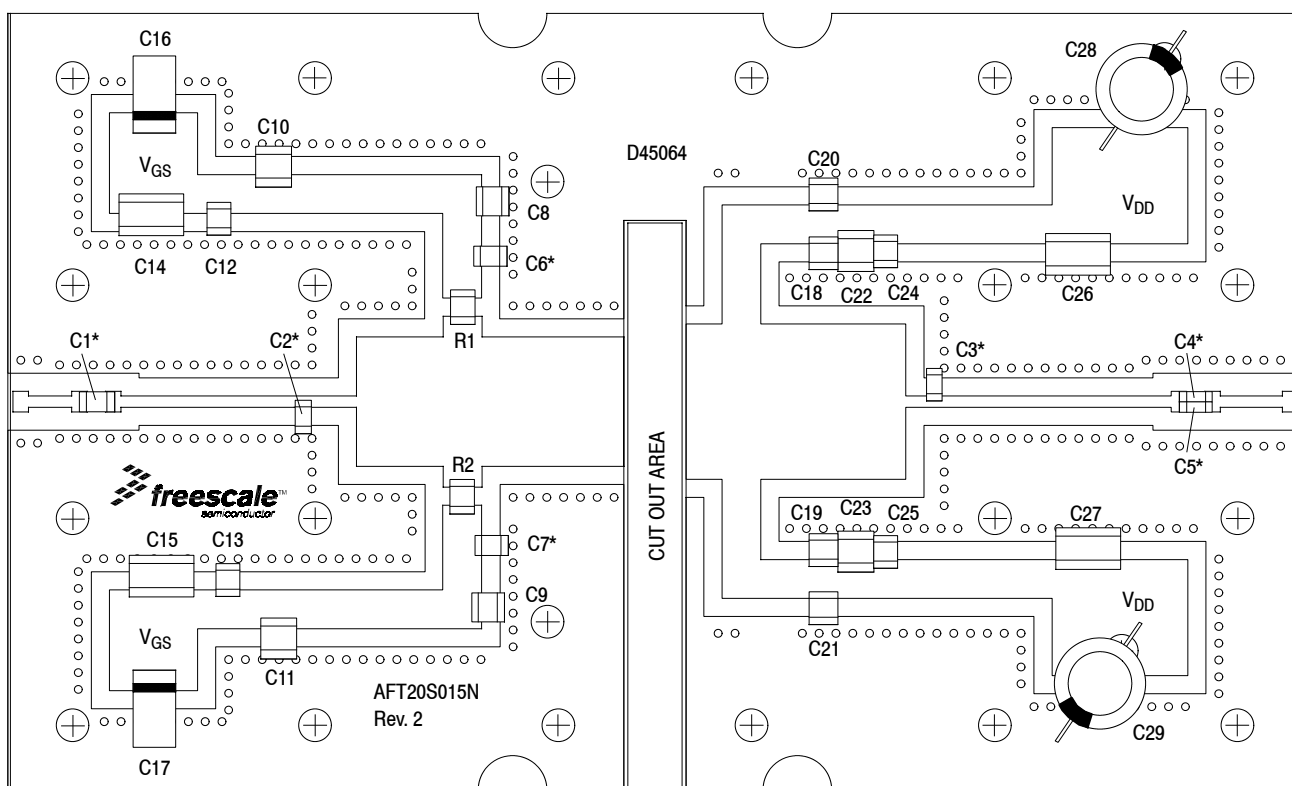 C16
C28
C10
D45064
C20
VGS
C8
VDD
C14
C12
C6*
C18
C22
C24
C26
C1*
C2*
R1
C3*
C4*
R2
CUT OUT AREA
C5*
freescale™
semiconductor
C15
C13
C7*
C19
C23
C25
C27
C9
VGS
VDD
C11
C21
AFT20S015N
Rev. 2
C17
C29